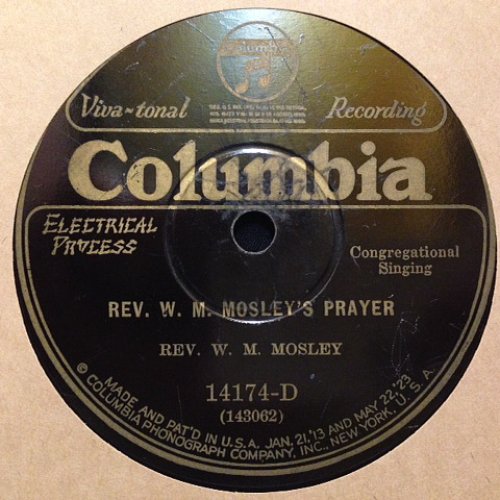 Columbia
Viva-tonal Recording
Columbia
ELECTRICAL
PROCESS
Congregational
Singing
REV. W. M. MOSLEY'S PRAYER
REV. W. M. MOSLEY
14174-D
(143062)
MADE AND PAT'D IN U.S.A. JAN. 21, '13 AND MAY 22, '23
© COLUMBIA PHONOGRAPH COMPANY, INC., NEW YORK, U.S.A.